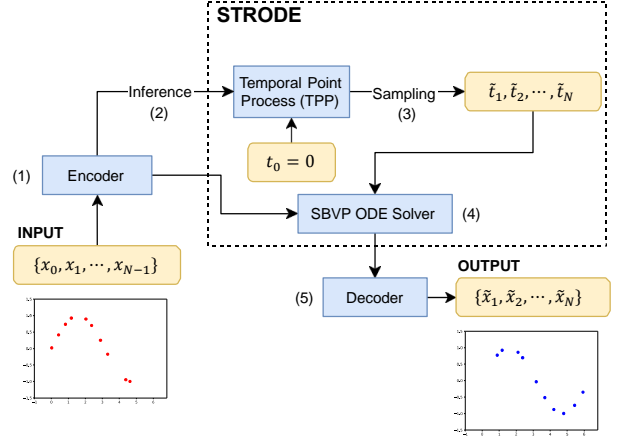 STRODE
Inference
(2)
Temporal Point
Process (TPP)
Sampling
(3)
t̃₁, t̃₂, ⋯, t̃_N
t₀ = 0
(1)
Encoder
SBVP ODE Solver
(4)
INPUT
{x₀, x₁, ⋯, x_{N−1}}
(5)
Decoder
OUTPUT
{x̃₁, x̃₂, ⋯, x̃_N}